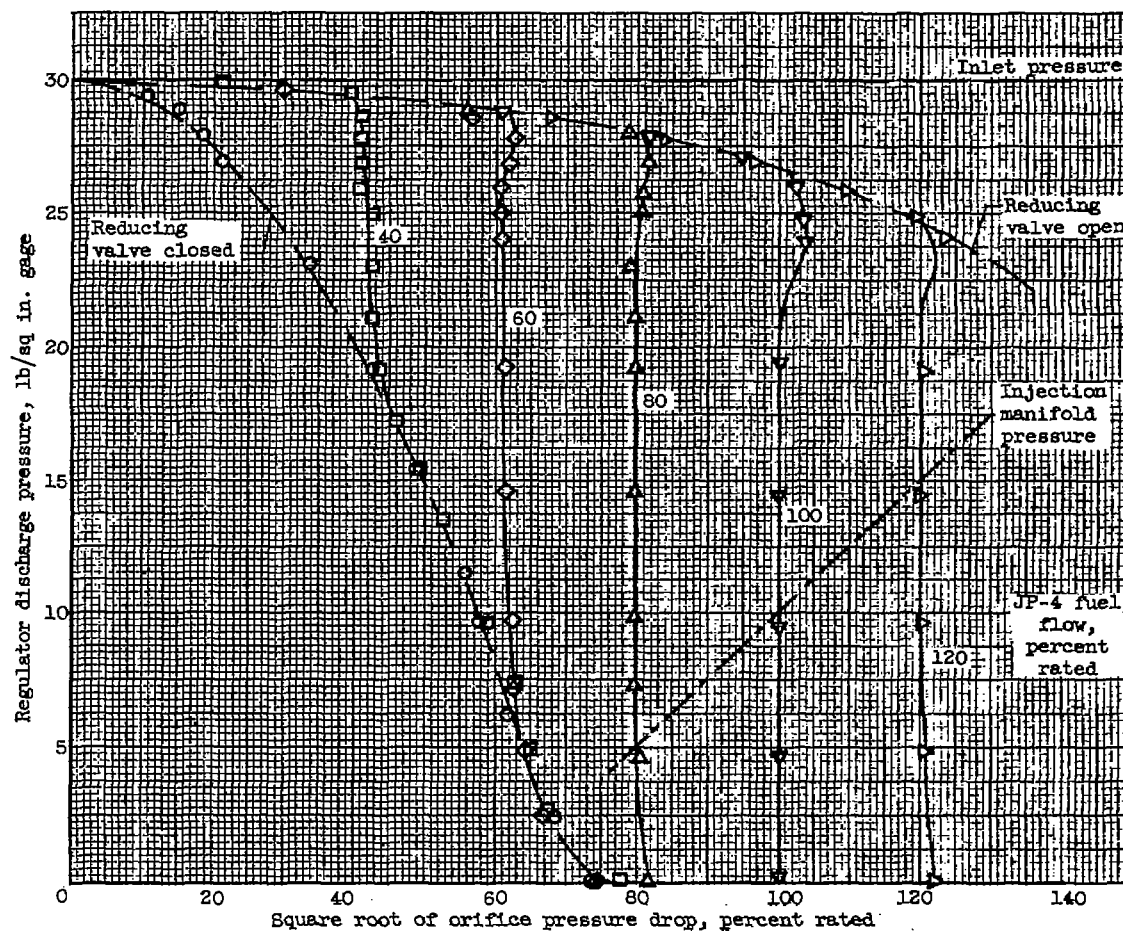 Inlet pressure
30
25
20
15
10
5
0
Regulator discharge pressure, lb/sq in. gage
Reducing
valve closed
40
60
80
100
120
Reducing
valve open
Injection
manifold
pressure
JP-4 fuel
flow,
percent
rated
20
40
60
80
100
120
140
Square root of orifice pressure drop, percent rated